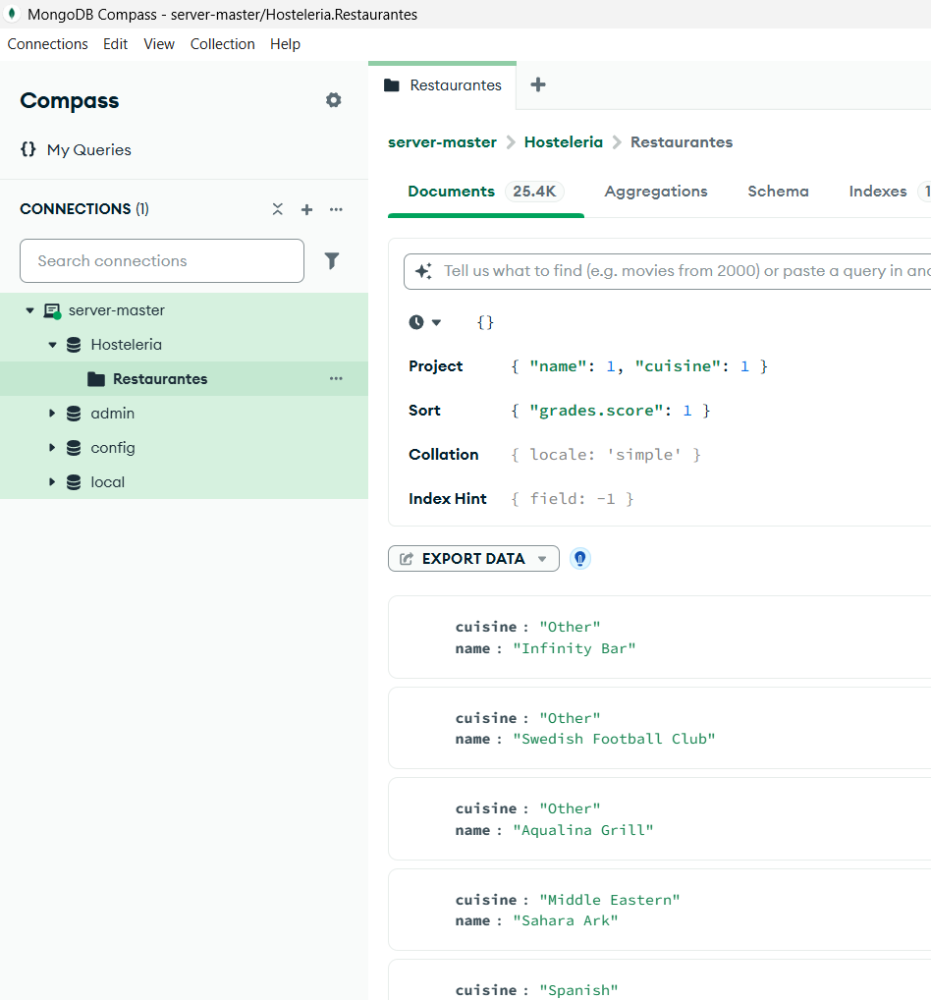 MongoDB Compass - server-master/Hosteleria.Restaurantes
Connections Edit View Collection Help
Compass
{} My Queries
CONNECTIONS (1)
Search connections
server-master
Hosteleria
Restaurantes
admin
config
local
Restaurantes
server-master > Hosteleria > Restaurantes
Documents 25.4K Aggregations Schema Indexes 1
Tell us what to find (e.g. movies from 2000) or paste a query in
{}
Project { "name": 1, "cuisine": 1 }
Sort { "grades.score": 1 }
Collation { locale: 'simple' }
Index Hint { field: -1 }
EXPORT DATA
cuisine : "Other"
name : "Infinity Bar"
cuisine : "Other"
name : "Swedish Football Club"
cuisine : "Other"
name : "Aqualina Grill"
cuisine : "Middle Eastern"
name : "Sahara Ark"
cuisine : "Spanish"